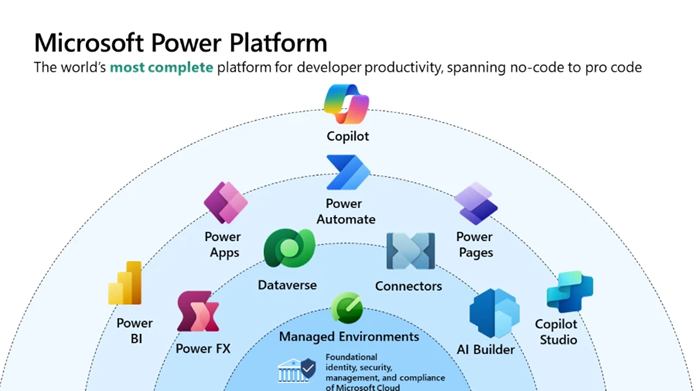 Microsoft Power Platform
The world's most complete platform for developer productivity, spanning no-code to pro code
Copilot
Power
Automate
Power
Apps
Power
Pages
Dataverse
Connectors
Power
BI
Power FX
Managed Environments
AI Builder
Copilot
Studio
Foundational
identity, security,
management, and compliance
of Microsoft Cloud